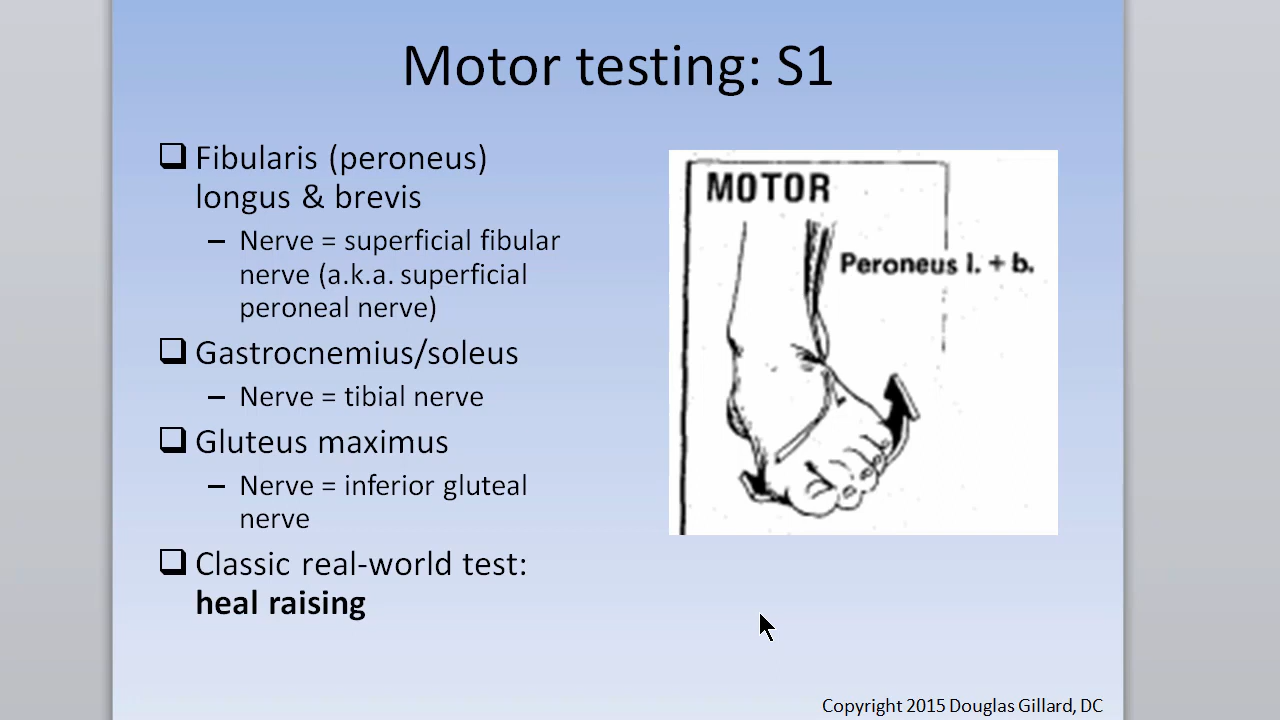 Motor testing: S1
Fibularis (peroneus)
longus & brevis
– Nerve = superficial fibular
nerve (a.k.a. superficial
peroneal nerve)
Gastrocnemius/soleus
– Nerve = tibial nerve
Gluteus maximus
– Nerve = inferior gluteal
nerve
Classic real-world test:
heal raising
MOTOR
Peroneus l. + b.
Copyright 2015 Douglas Gillard, DC